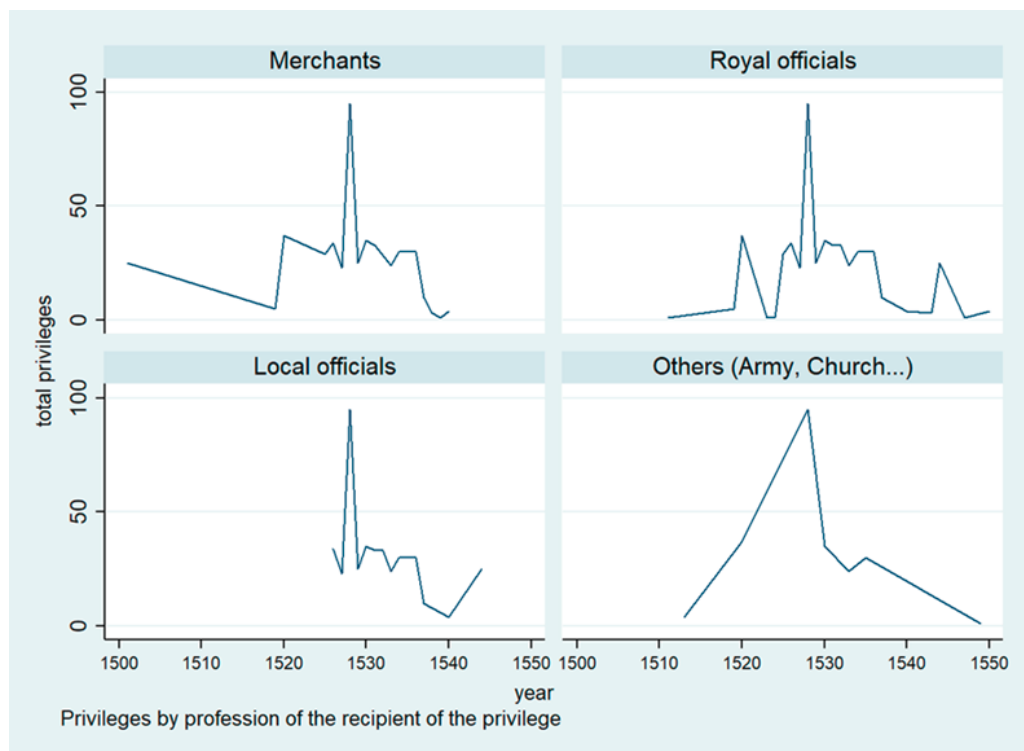 Merchants
Royal officials
100
50
0
Local officials
Others (Army, Church...)
100
50
0
total privileges
1500 1510 1520 1530 1540 1550 1500 1510 1520 1530 1540 1550
year
Privileges by profession of the recipient of the privilege